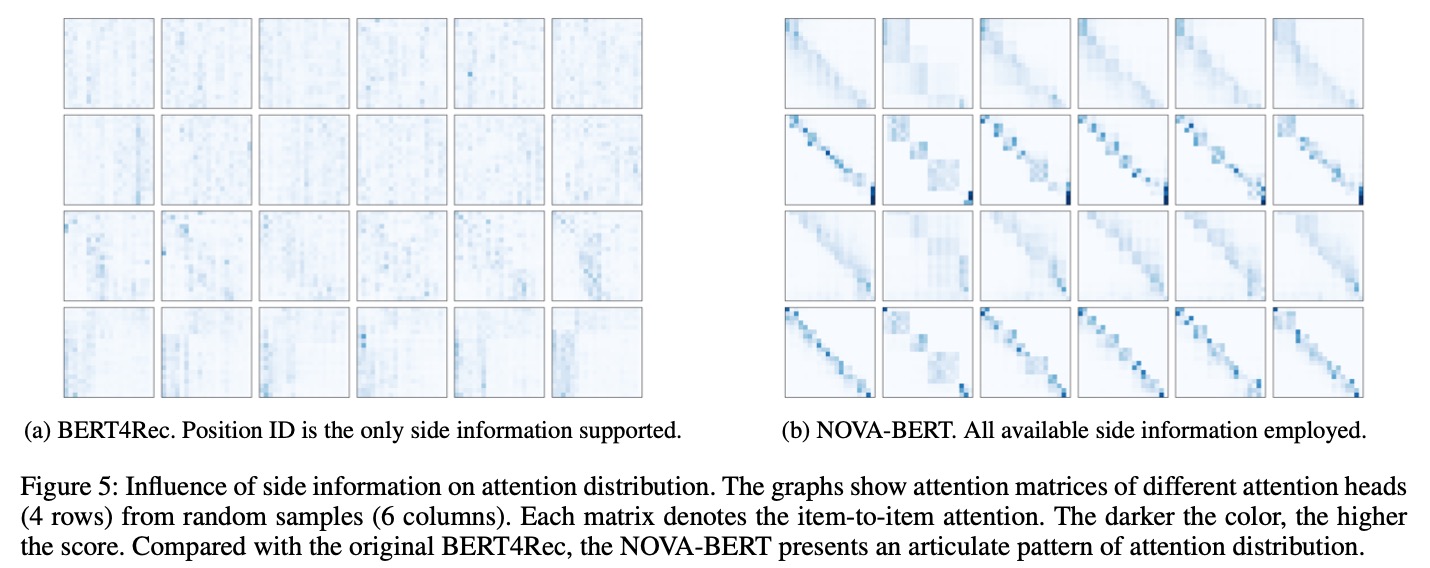 (a) BERT4Rec. Position ID is the only side information supported.
(b) NOVA-BERT. All available side information employed.
Figure 5: Influence of side information on attention distribution. The graphs show attention matrices of different attention heads
(4 rows) from random samples (6 columns). Each matrix denotes the item-to-item attention. The darker the color, the higher
the score. Compared with the original BERT4Rec, the NOVA-BERT presents an articulate pattern of attention distribution.